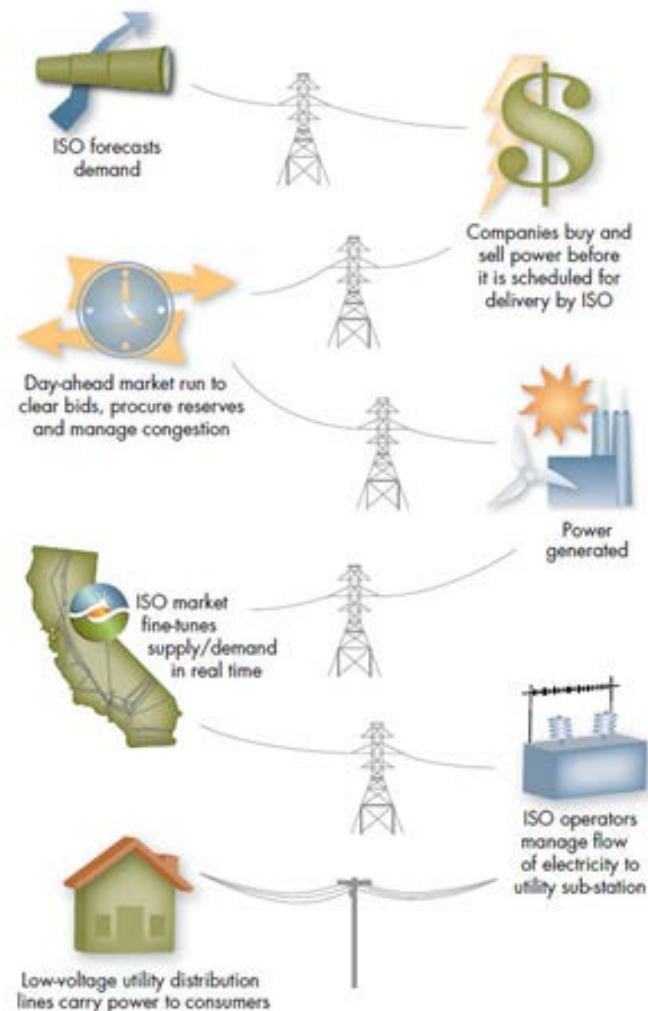 ISO forecasts
demand
Companies buy and
sell power before
it is scheduled for
delivery by ISO
Day-ahead market run to
clear bids, procure reserves
and manage congestion
Power
generated
ISO market
fine-tunes
supply/demand
in real time
ISO operators
manage flow
of electricity to
utility sub-station
Low-voltage utility distribution
lines carry power to consumers